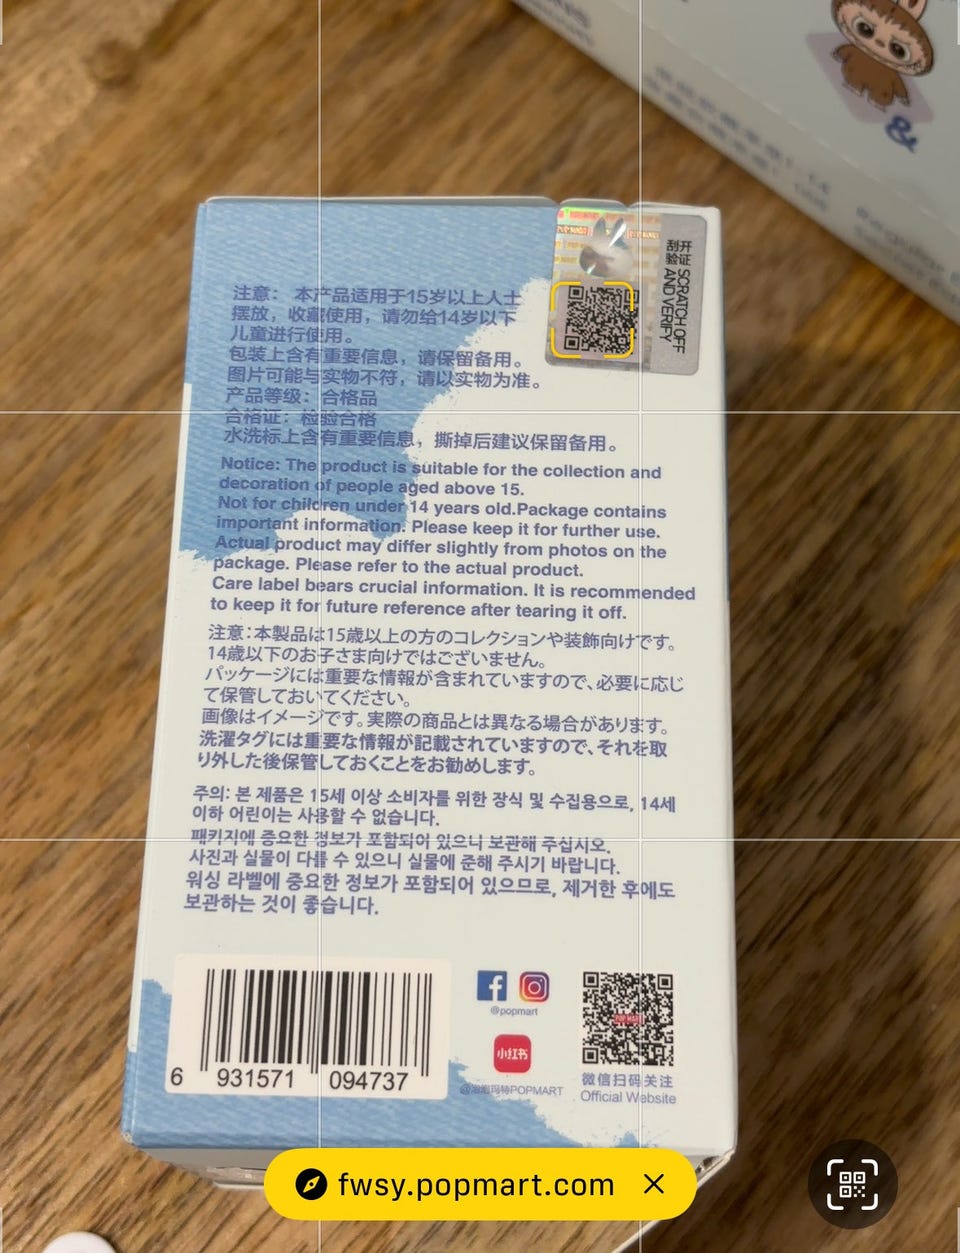 &
POP MART
刮开
验证 SCRATCH OFF
AND VERIFY
注意： 本产品适用于15岁以上人士
摆放，收藏使用，请勿给14岁以下
儿童进行使用。
包装上含有重要信息，请保留备用。
图片可能与实物不符，请以实物为准。
产品等级：合格品
合格证：检验合格
水洗标上含有重要信息，撕掉后建议保留备用。
Notice: The product is suitable for the collection and
decoration of people aged above 15.
Not for children under 14 years old.Package contains
important information. Please keep it for further use.
Actual product may differ slightly from photos on the
package. Please refer to the actual product.
Care label bears crucial information. It is recommended
to keep it for future reference after tearing it off.
注意：本製品は15歳以上の方のコレクションや装飾向けです。
14歳以下のお子さま向けではございません。
パッケージには重要な情報が含まれていますので、必要に応じ
て保管しておいてください。
画像はイメージです。実際の商品とは異なる場合があります。
洗濯タグには重要な情報が記載されていますので、それを取
り外した後保管しておくことをお勧めします。
주의: 본 제품은 15세 이상 소비자를 위한 장식 및 수집용으로, 14세
이하 어린이는 사용할 수 없습니다.
패키지에 중요한 정보가 포함되어 있으니 보관해 주십시오.
사진과 실물이 다를 수 있으니 실물에 준해 주시기 바랍니다.
워싱 라벨에 중요한 정보가 포함되어 있으므로, 제거한 후에도
보관하는 것이 좋습니다.
6 931571 094737
@popmart
小红书
@泡泡玛特POPMART
POP MART
微信扫码关注
Official Website
fwsy.popmart.com